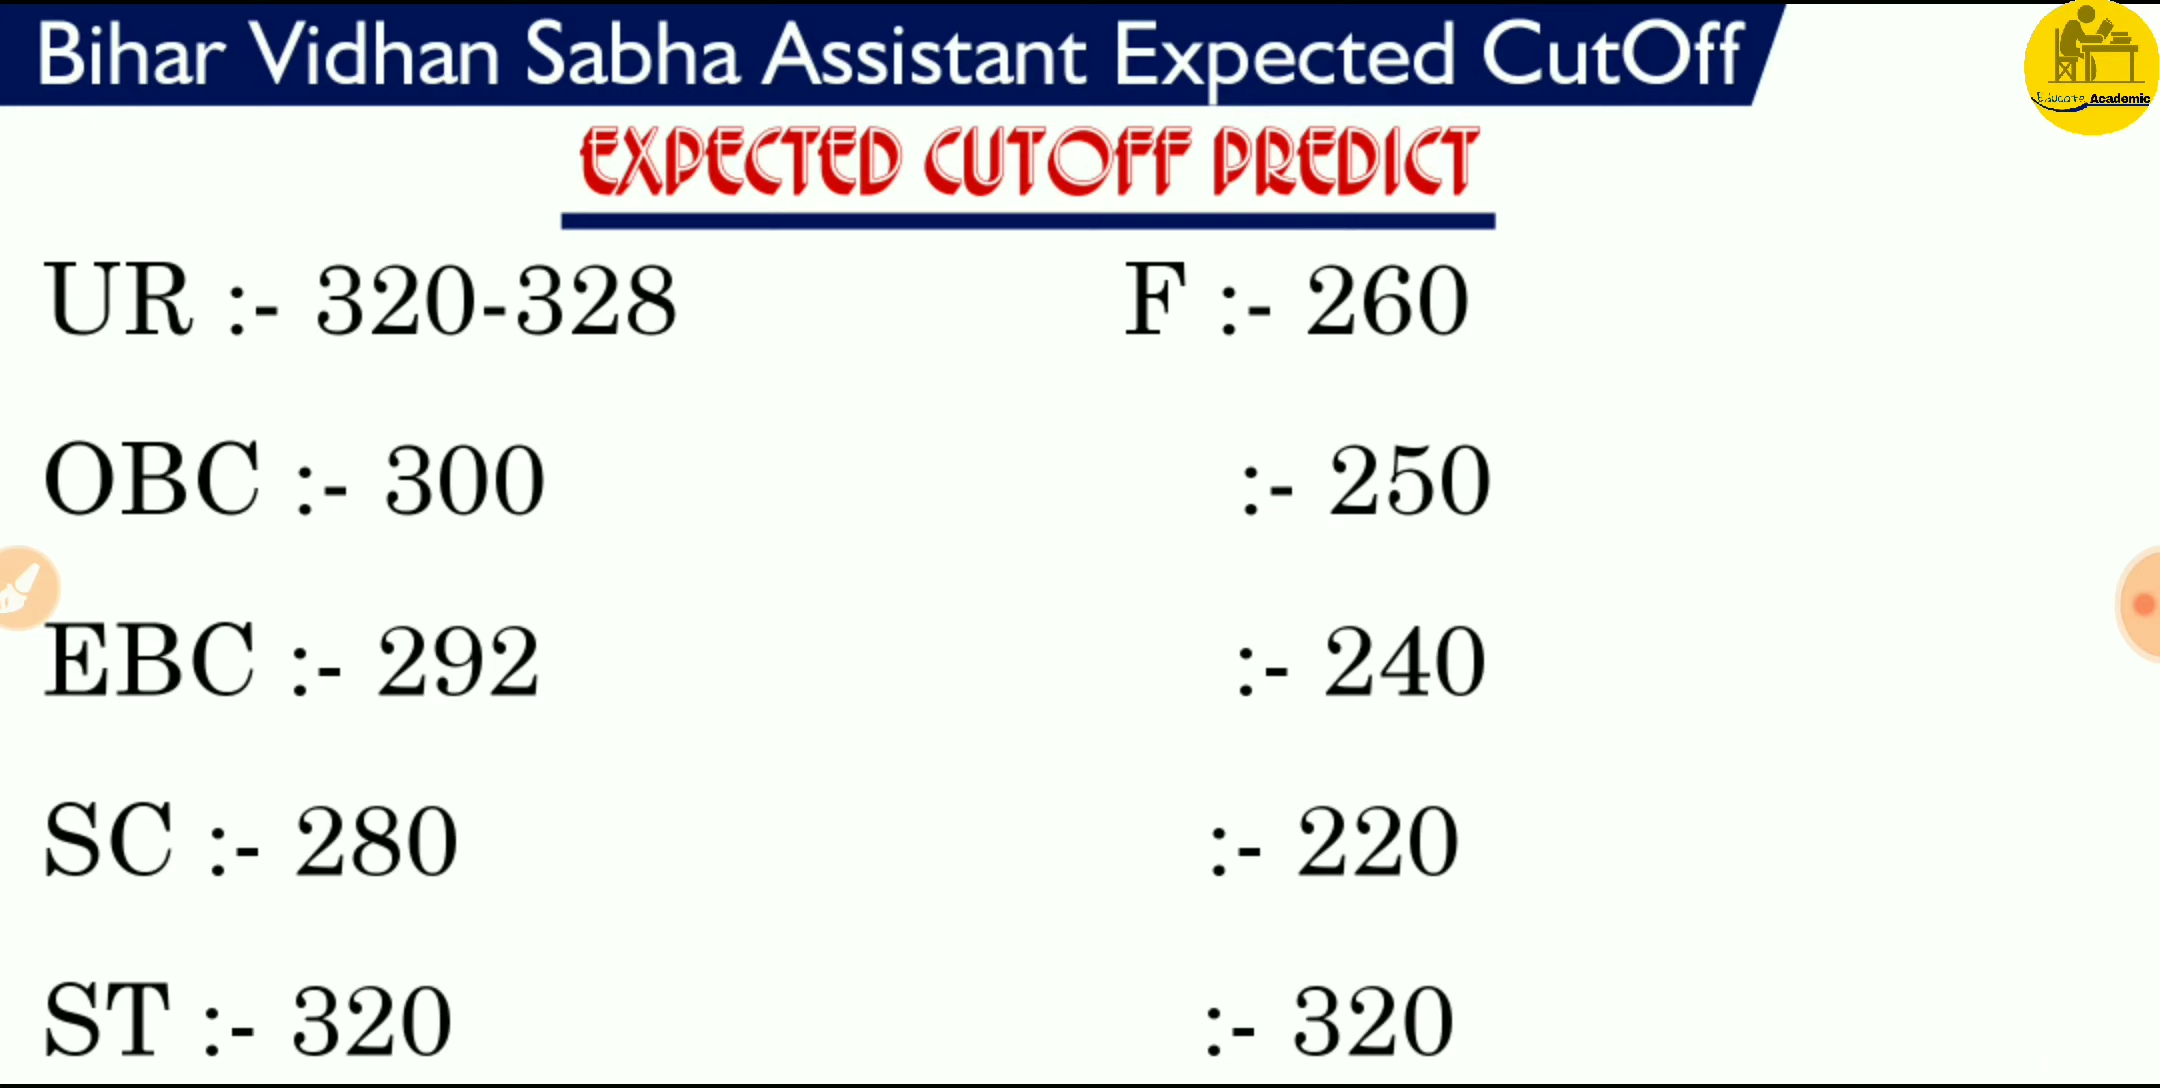 Bihar Vidhan Sabha Assistant Expected CutOff
Educate Academic
EXPECTED CUTOFF PREDICT
UR :- 320-328 F :- 260
OBC :- 300 :- 250
EBC :- 292 :- 240
SC :- 280 :- 220
ST :- 320 :- 320